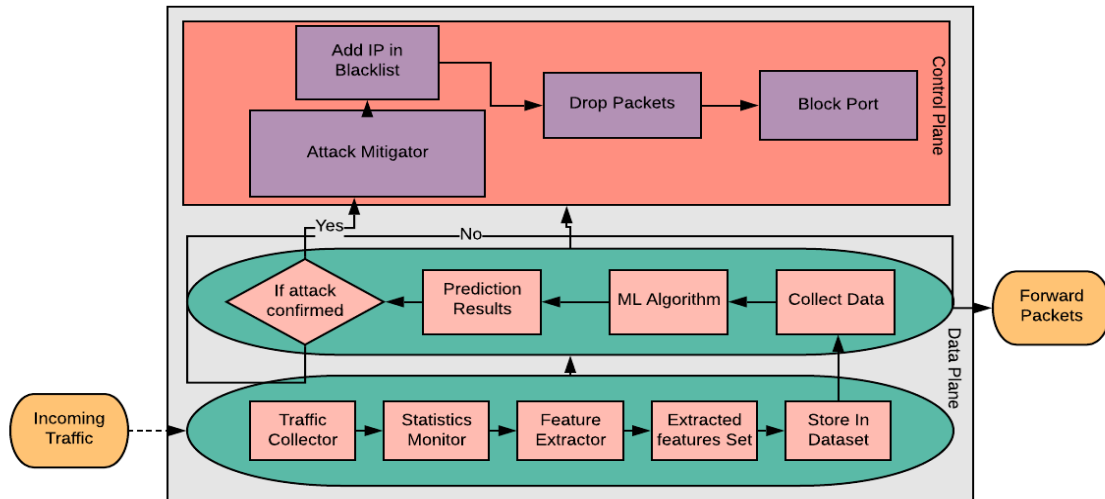 Add IP in
Blacklist
Drop Packets
Block Port
Control Plane
Attack Mitigator
Yes
No
If attack
confirmed
Prediction
Results
ML Algorithm
Collect Data
Forward
Packets
Data Plane
Incoming
Traffic
Traffic
Collector
Statistics
Monitor
Feature
Extractor
Extracted
features Set
Store In
Dataset